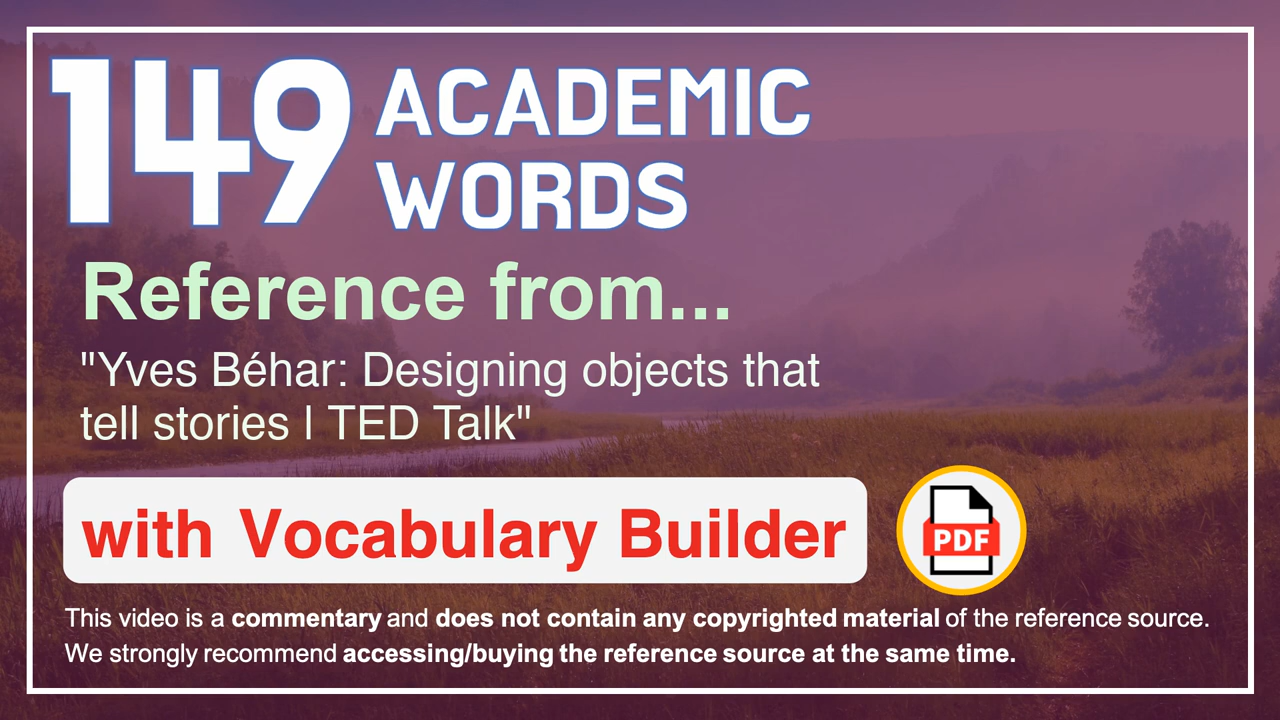 149 ACADEMIC
WORDS
Reference from...
"Yves Béhar: Designing objects that
tell stories | TED Talk"
with Vocabulary Builder
PDF
This video is a commentary and does not contain any copyrighted material of the reference source.
We strongly recommend accessing/buying the reference source at the same time.